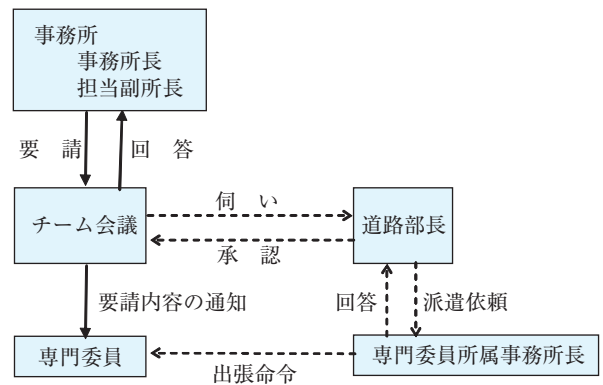 事務所
事務所長
担当副所長
要　請
回　答
チーム会議
伺　い
道路部長
承　認
要請内容の通知
回答
派遣依頼
専門委員
専門委員所属事務所長
出張命令